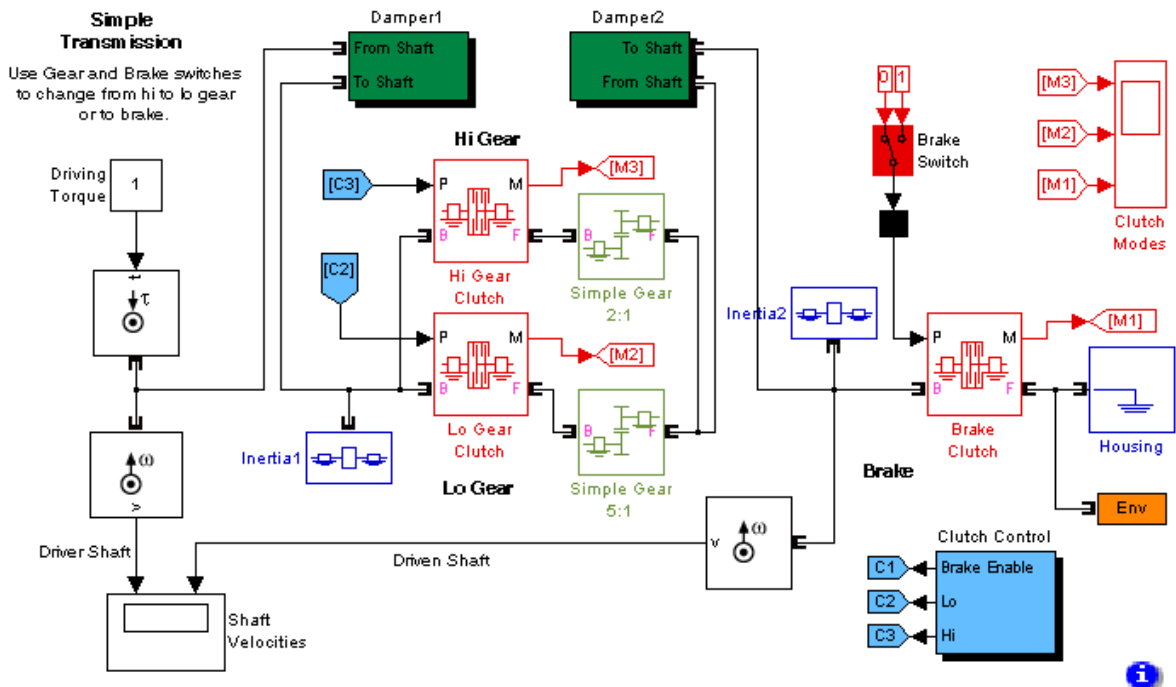 Simple
Transmission
Use Gear and Brake switches
to change from hi to lo gear
or to brake.
Damper1
From Shaft
To Shaft
Damper2
To Shaft
From Shaft
Driving
Torque
1
t
τ
ω
v
Driver Shaft
Shaft
Velocities
Hi Gear
[C3]
P
M
B
F
[M3]
Hi Gear
Clutch
B
F
Simple Gear
2:1
[C2]
P
M
B
F
[M2]
Lo Gear
Clutch
B
F
Simple Gear
5:1
Inertia1
Lo Gear
Driven Shaft
v
ω
0
1
Brake
Switch
Inertia2
P
M
B
F
[M1]
Brake
Clutch
Brake
Housing
Env
[M3]
[M2]
[M1]
Clutch
Modes
Clutch Control
C1
Brake Enable
C2
Lo
C3
Hi
i